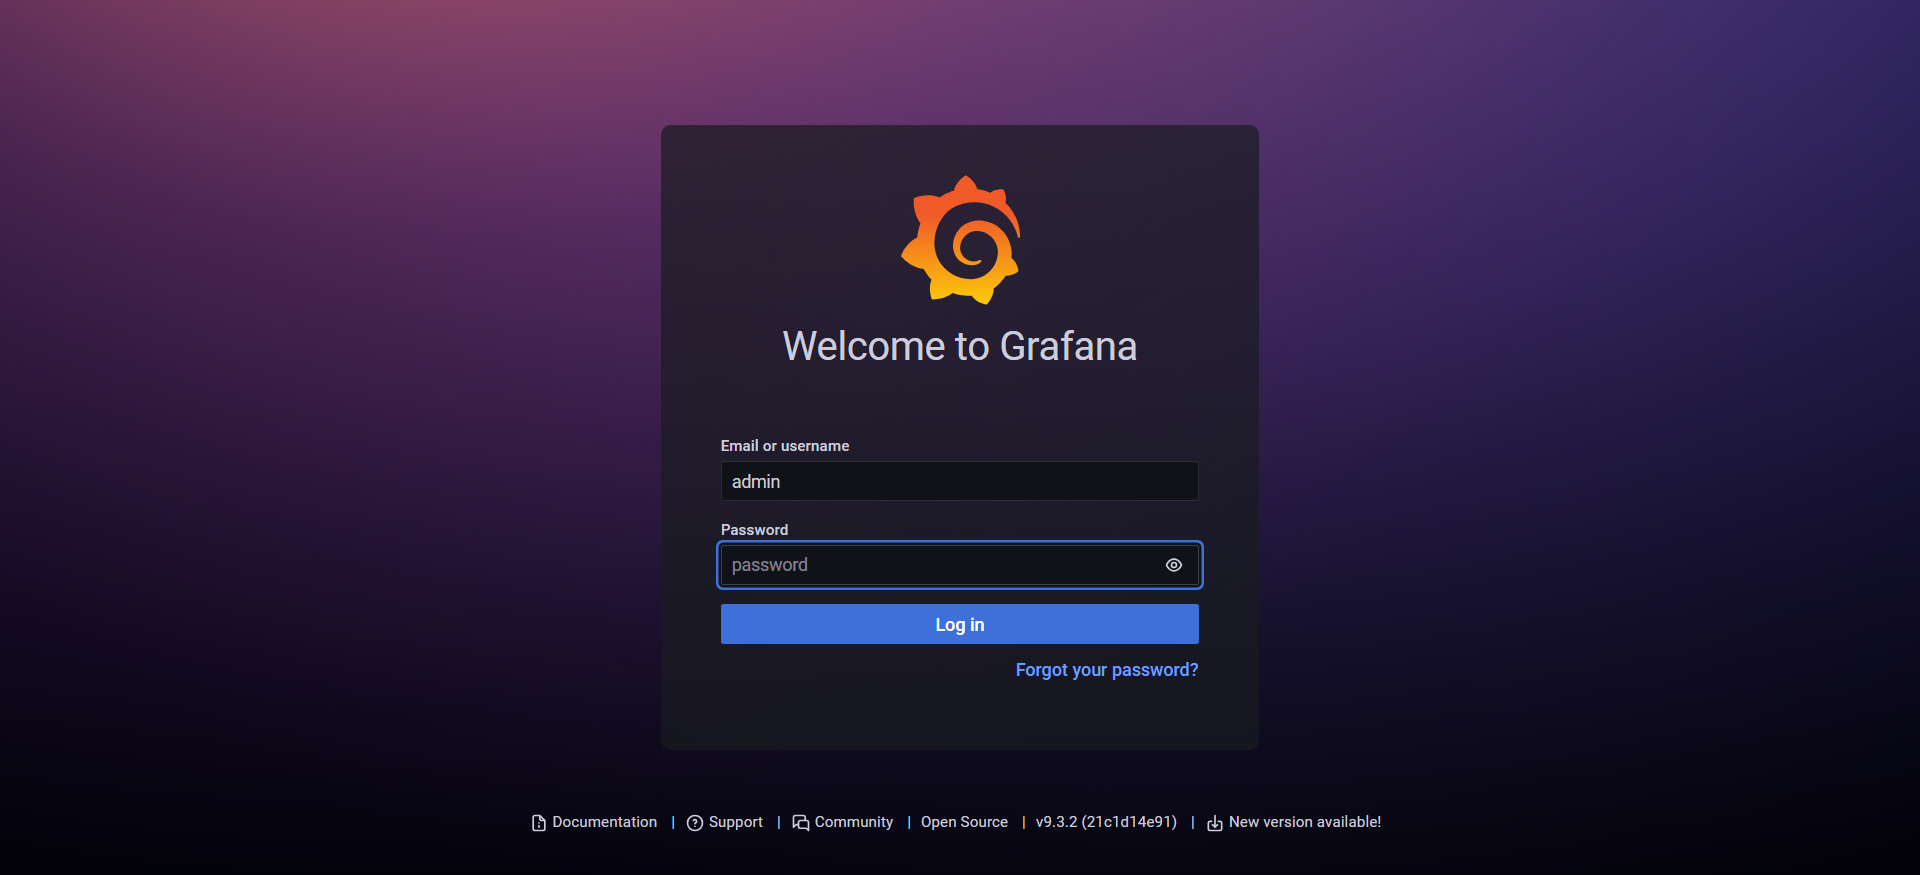 Welcome to Grafana
Email or username
admin
Password
password
Log in
Forgot your password?
Documentation | Support | Community | Open Source | v9.3.2 (21c1d14e91) | New version available!